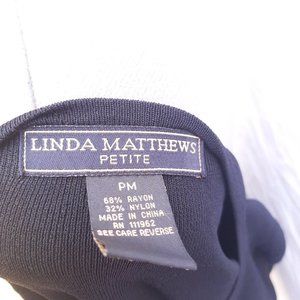 LINDA MATTHEWS
PETITE
PM
68% RAYON
32% NYLON
MADE IN CHINA
RN 111962
SEE CARE REVERSE